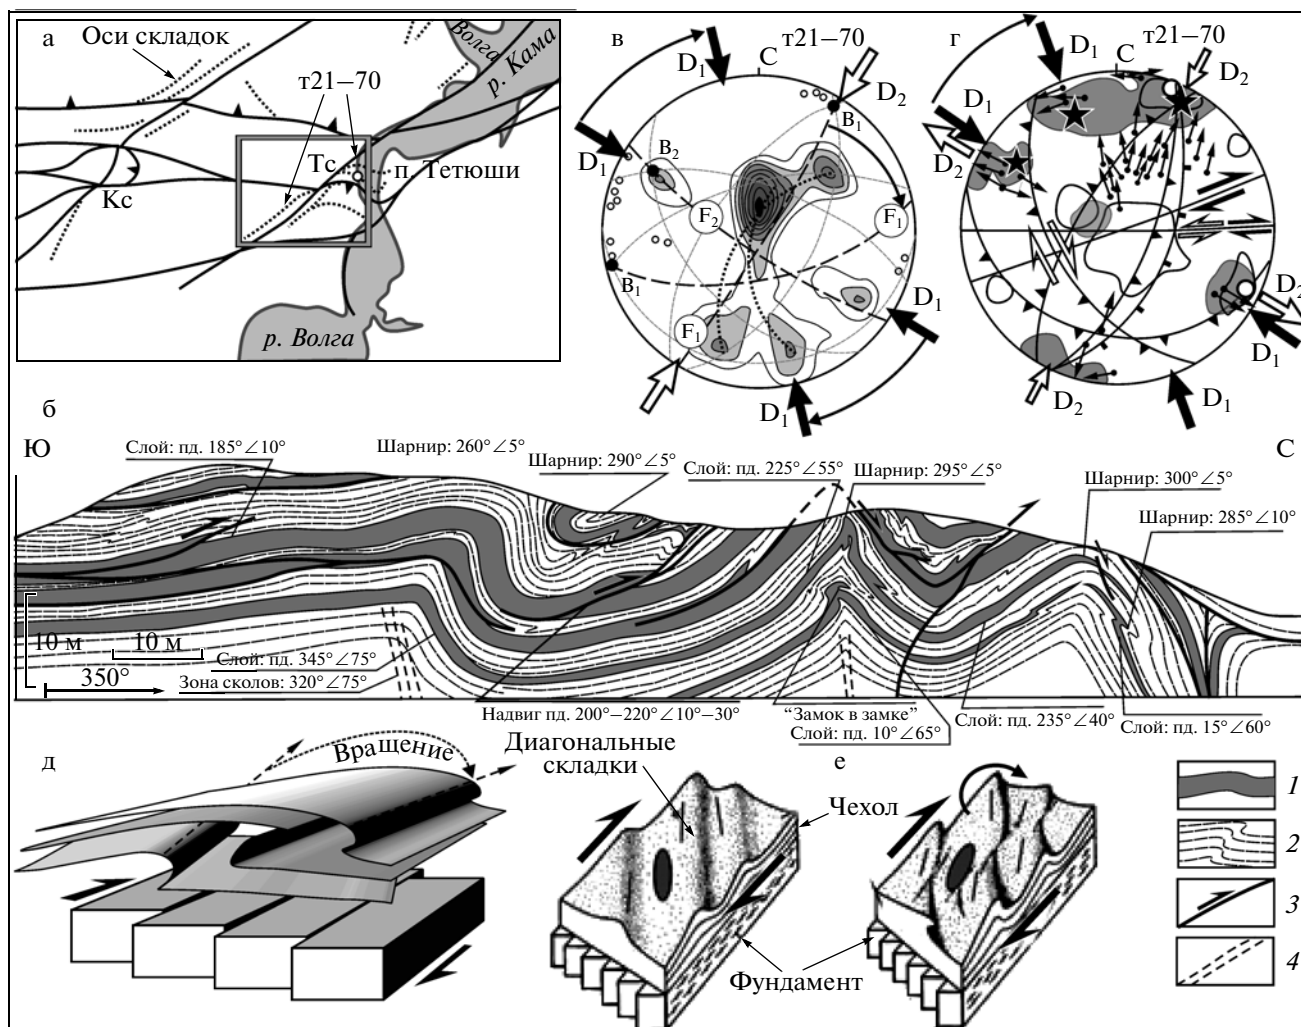 а
Оси складок
т21–70
Волга
р. Кама
Тс
п. Тетюши
Кс
р. Волга
в
С
т21–70
D1
D2
B1
D1
B2
F2
F1
B1
D1
F1
D1
г
D1
С
т21–70
D2
D1
D2
D2
D1
D2
D1
б
Ю
С
Слой: пд. 185°∠10°
Шарнир: 260°∠5°
Шарнир: 290°∠5°
Слой: пд. 225°∠55°
Шарнир: 295°∠5°
Шарнир: 300°∠5°
Шарнир: 285°∠10°
10 м
10 м
350°
Слой: пд. 345°∠75°
Зона сколов: 320°∠75°
Надвиг пд. 200°–220°∠10°–30°
“Замок в замке”
Слой: пд. 10°∠65°
Слой: пд. 235°∠40°
Слой: пд. 15°∠60°
д
Вращение
Диагональные
складки
е
Чехол
Фундамент
1
2
3
4